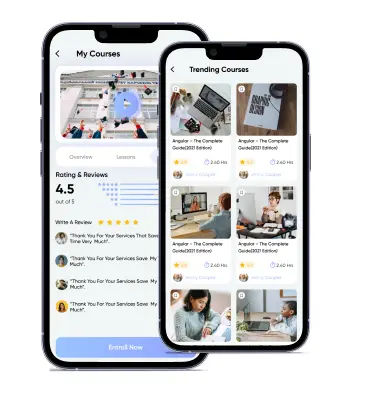 My Courses
Overview
Lessons
Rating & Reviews
4.5
out of 5
Write A Review
"Thank You For Your Services That Save
Time Very Much".
"Thank You For Your Services Save My
Much".
"Thank You For Your Services Save My
Much".
"Thank You For Your Services Save My
Much".
Enroll Now
Trending Courses
Angular - The Complete
Guide(2021 Edition)
2.40 Hrs
Angular - The Complete
Guide(2021 Edition)
2.40 Hrs
Angular - The Complete
Guide(2021 Edition)
2.40 Hrs
Angular - The Complete
Guide(2021 Edition)
2.40 Hrs